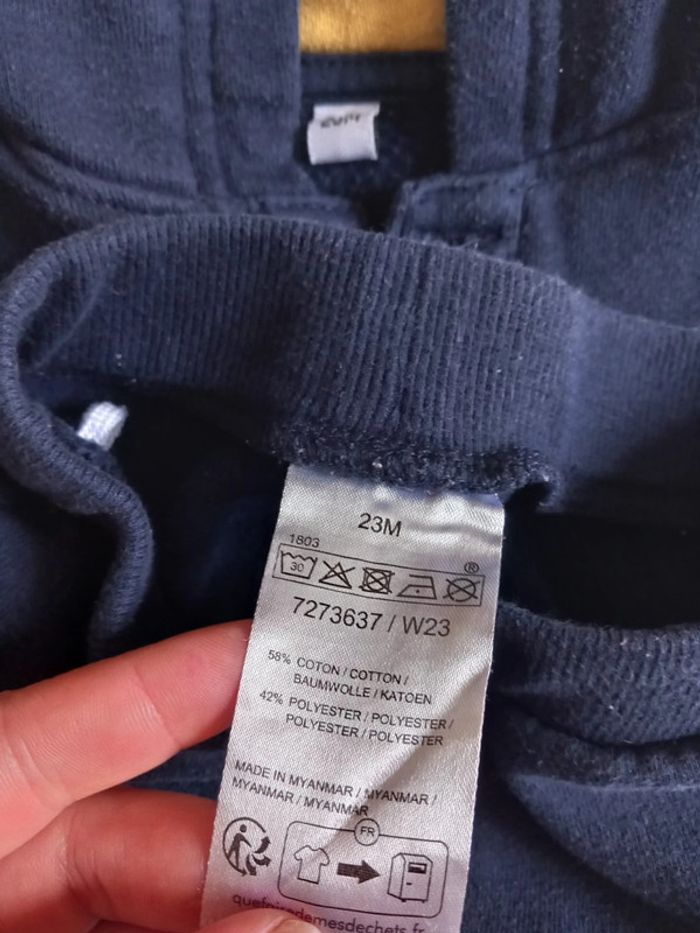 23M
1803
30
®
7273637 / W23
58% COTON / COTTON /
BAUMWOLLE / KATOEN
42% POLYESTER / POLYESTER /
POLYESTER / POLYESTER
MADE IN MYANMAR / MYANMAR /
MYANMAR / MYANMAR
FR
quefairedemesdechets.fr